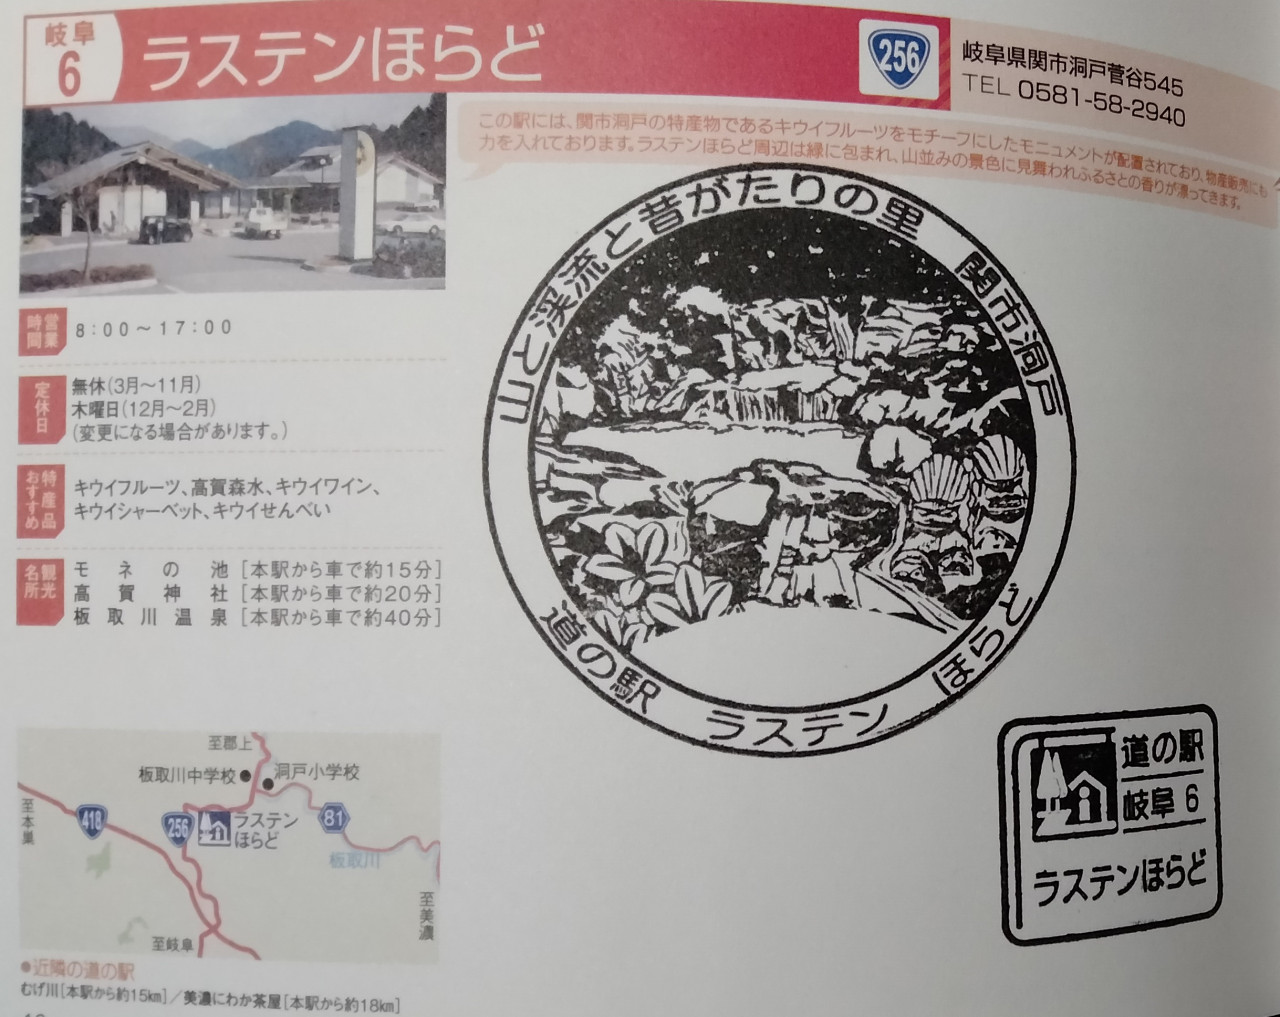 岐阜
6
ラステンほらど
256
岐阜県関市洞戸菅谷545
TEL 0581-58-2940
この駅には、関市洞戸の特産物であるキウイフルーツをモチーフにしたモニュメントが配置されており、物産販売にも
力を入れております。ラステンほらど周辺は緑に包まれ、山並みの景色に見舞われふるさとの香りが漂ってきます。
営業時間
8:00～17:00
定休日
無休(3月～11月)
木曜日(12月～2月)
(変更になる場合があります。)
特産品おすすめ
キウイフルーツ、高賀森水、キウイワイン、
キウイシャーベット、キウイせんべい
観光名所
モネの池[本駅から車で約15分]
高賀神社[本駅から車で約20分]
板取川温泉[本駅から車で約40分]
山と渓流と昔がたりの里 関市洞戸
道の駅 ラステン ほらど
道の駅
岐阜 6
ラステンほらど
至郡上
板取川中学校
洞戸小学校
至本巣
418
256
ラステン
ほらど
81
板取川
至美濃
至岐阜
●近隣の道の駅
むげ川[本駅から約15km]／美濃にわか茶屋[本駅から約18km]